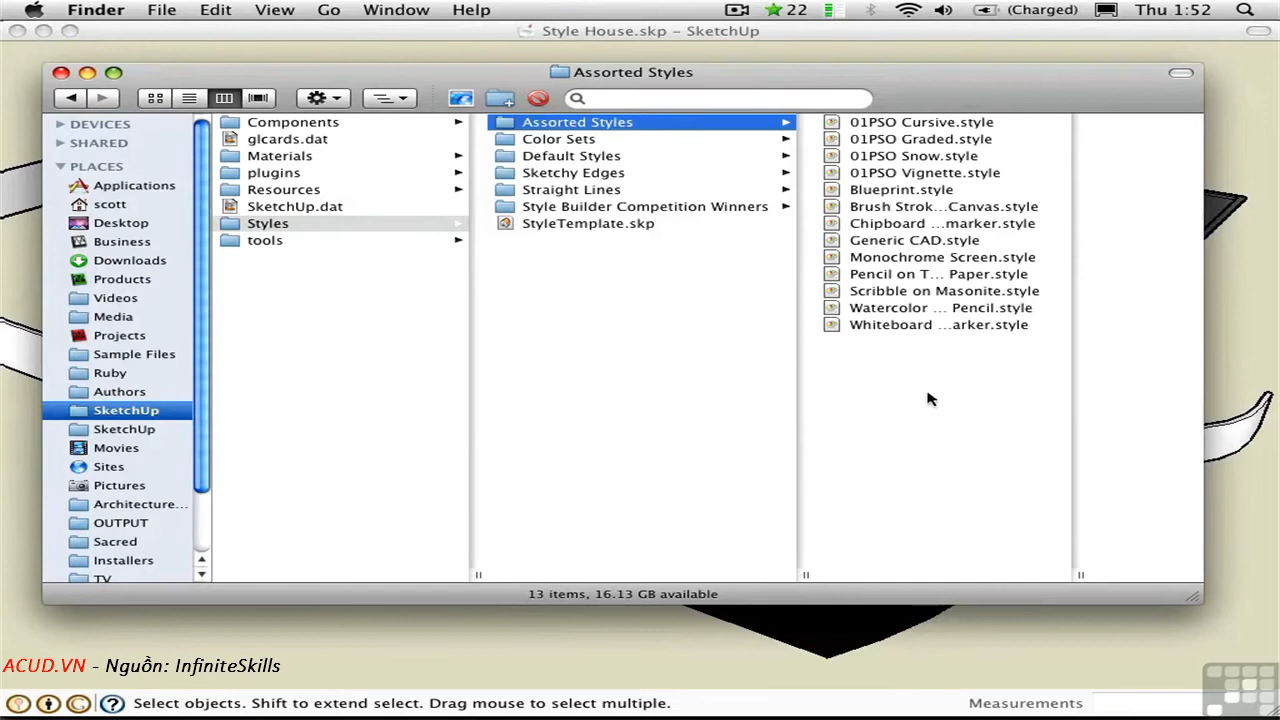 Finder File Edit View Go Window Help 22 (Charged) Thu 1:52
Style House.skp – SketchUp
Assorted Styles
DEVICES
SHARED
PLACES
Applications
scott
Desktop
Business
Downloads
Products
Videos
Media
Projects
Sample Files
Ruby
Authors
SketchUp
SketchUp
Movies
Sites
Pictures
Architecture...
OUTPUT
Sacred
Installers
TV
Components
glcards.dat
Materials
plugins
Resources
SketchUp.dat
Styles
tools
Assorted Styles
Color Sets
Default Styles
Sketchy Edges
Straight Lines
Style Builder Competition Winners
StyleTemplate.skp
01PSO Cursive.style
01PSO Graded.style
01PSO Snow.style
01PSO Vignette.style
Blueprint.style
Brush Strok...Canvas.style
Chipboard ...marker.style
Generic CAD.style
Monochrome Screen.style
Pencil on T... Paper.style
Scribble on Masonite.style
Watercolor ... Pencil.style
Whiteboard ...arker.style
13 items, 16.13 GB available
ACUD.VN - Nguồn: InfiniteSkills
Select objects. Shift to extend select. Drag mouse to select multiple. Measurements